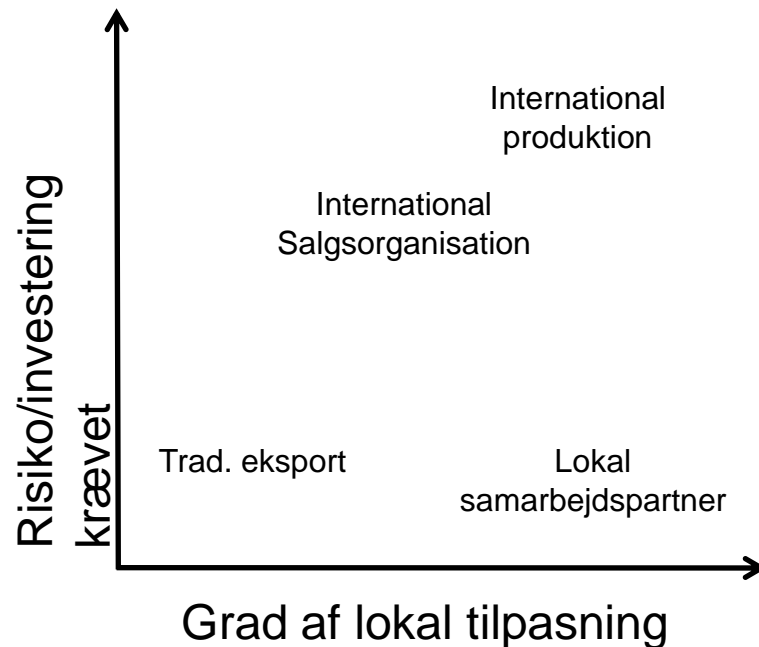 International
produktion
International
Salgsorganisation
Risiko/investering
krævet
Trad. eksport
Lokal
samarbejdspartner
Grad af lokal tilpasning